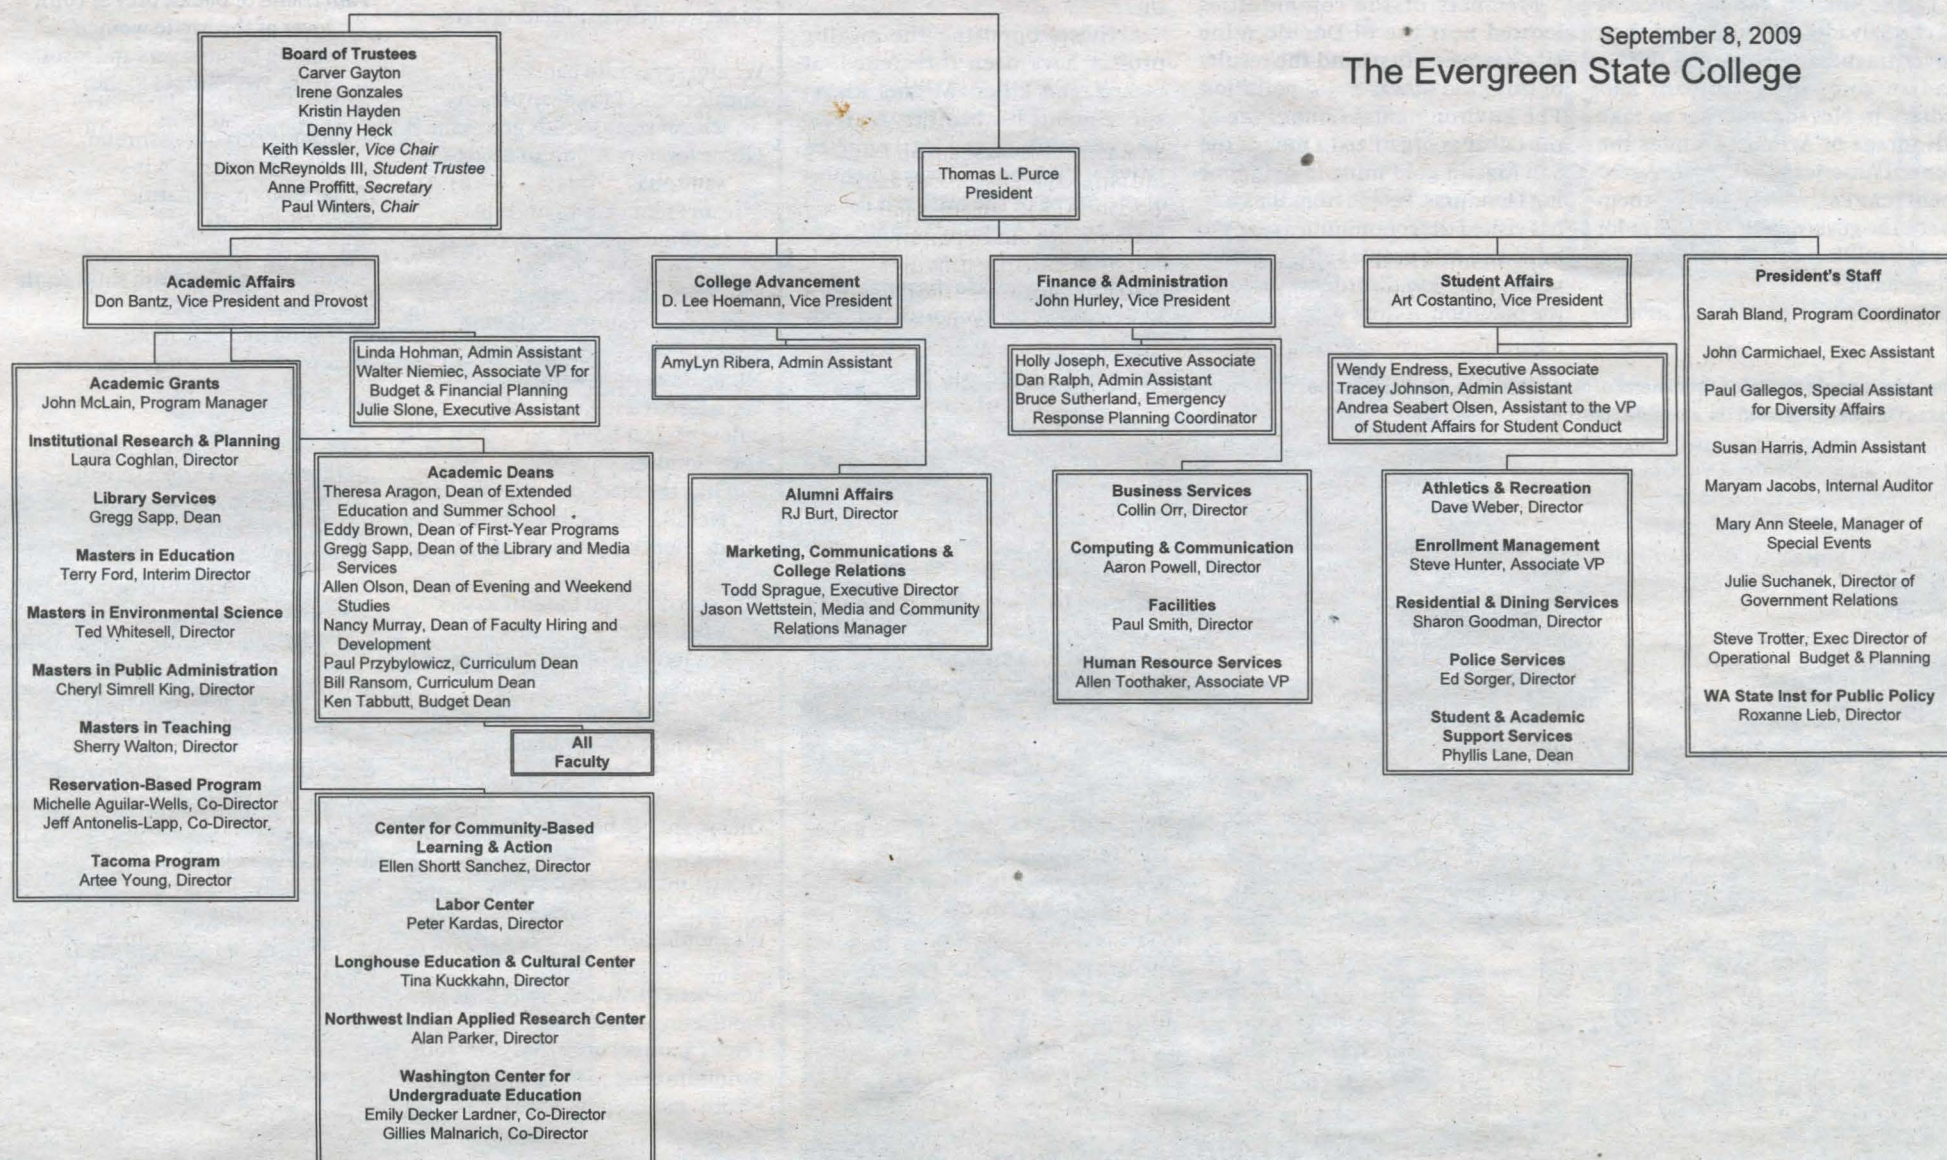 September 8, 2009
The Evergreen State College
Board of Trustees
Carver Gayton
Irene Gonzales
Kristin Hayden
Denny Heck
Keith Kessler, Vice Chair
Dixon McReynolds III, Student Trustee
Anne Proffitt, Secretary
Paul Winters, Chair
Thomas L. Purce
President
Academic Affairs
Don Bantz, Vice President and Provost
Linda Hohman, Admin Assistant
Walter Niemiec, Associate VP for
Budget & Financial Planning
Julie Slone, Executive Assistant
Academic Grants
John McLain, Program Manager
Institutional Research & Planning
Laura Coghlan, Director
Library Services
Gregg Sapp, Dean
Masters in Education
Terry Ford, Interim Director
Masters in Environmental Science
Ted Whitesell, Director
Masters in Public Administration
Cheryl Simrell King, Director
Masters in Teaching
Sherry Walton, Director
Reservation-Based Program
Michelle Aguilar-Wells, Co-Director
Jeff Antonelis-Lapp, Co-Director
Tacoma Program
Artee Young, Director
Academic Deans
Theresa Aragon, Dean of Extended
Education and Summer School
Eddy Brown, Dean of First-Year Programs
Gregg Sapp, Dean of the Library and Media
Services
Allen Olson, Dean of Evening and Weekend
Studies
Nancy Murray, Dean of Faculty Hiring and
Development
Paul Przybylowicz, Curriculum Dean
Bill Ransom, Curriculum Dean
Ken Tabbutt, Budget Dean
All
Faculty
Center for Community-Based
Learning & Action
Ellen Shortt Sanchez, Director
Labor Center
Peter Kardas, Director
Longhouse Education & Cultural Center
Tina Kuckkahn, Director
Northwest Indian Applied Research Center
Alan Parker, Director
Washington Center for
Undergraduate Education
Emily Decker Lardner, Co-Director
Gillies Malnarich, Co-Director
College Advancement
D. Lee Hoemann, Vice President
AmyLyn Ribera, Admin Assistant
Alumni Affairs
RJ Burt, Director
Marketing, Communications &
College Relations
Todd Sprague, Executive Director
Jason Wettstein, Media and Community
Relations Manager
Finance & Administration
John Hurley, Vice President
Holly Joseph, Executive Associate
Dan Ralph, Admin Assistant
Bruce Sutherland, Emergency
Response Planning Coordinator
Business Services
Collin Orr, Director
Computing & Communication
Aaron Powell, Director
Facilities
Paul Smith, Director
Human Resource Services
Allen Toothaker, Associate VP
Student Affairs
Art Costantino, Vice President
Wendy Endress, Executive Associate
Tracey Johnson, Admin Assistant
Andrea Seabert Olsen, Assistant to the VP
of Student Affairs for Student Conduct
Athletics & Recreation
Dave Weber, Director
Enrollment Management
Steve Hunter, Associate VP
Residential & Dining Services
Sharon Goodman, Director
Police Services
Ed Sorger, Director
Student & Academic
Support Services
Phyllis Lane, Dean
President's Staff
Sarah Bland, Program Coordinator
John Carmichael, Exec Assistant
Paul Gallegos, Special Assistant
for Diversity Affairs
Susan Harris, Admin Assistant
Maryam Jacobs, Internal Auditor
Mary Ann Steele, Manager of
Special Events
Julie Suchanek, Director of
Government Relations
Steve Trotter, Exec Director of
Operational Budget & Planning
WA State Inst for Public Policy
Roxanne Lieb, Director